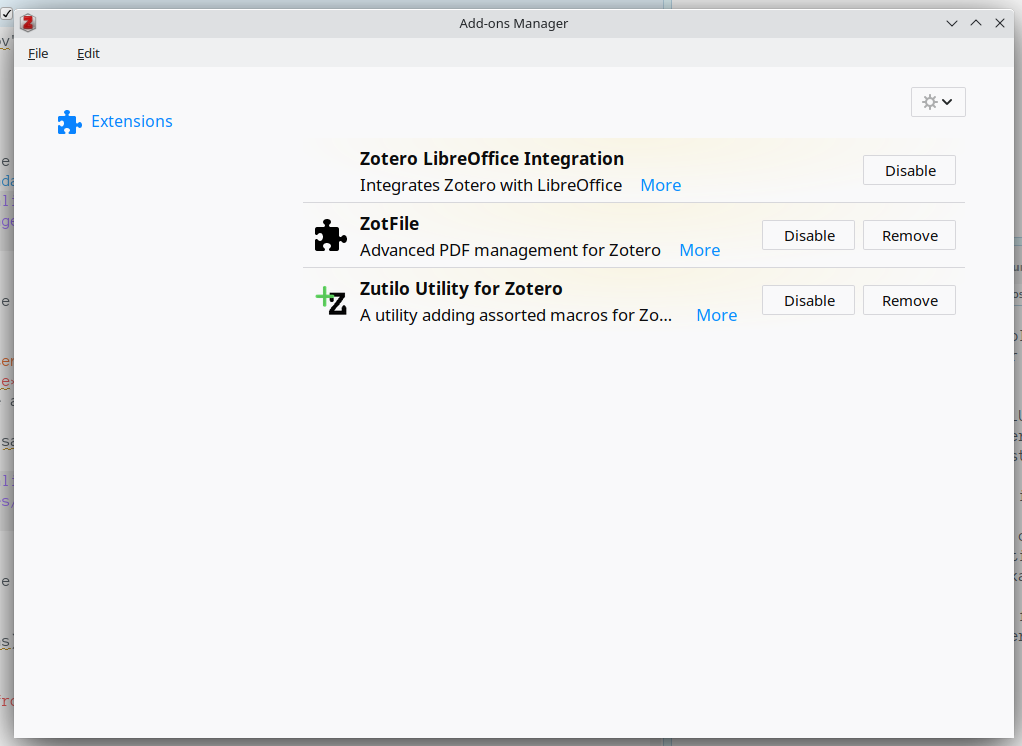 Add-ons Manager
File Edit
Extensions
Zotero LibreOffice Integration
Integrates Zotero with LibreOffice More
Disable
ZotFile
Advanced PDF management for Zotero More
Disable Remove
Zutilo Utility for Zotero
A utility adding assorted macros for Zo... More
Disable Remove